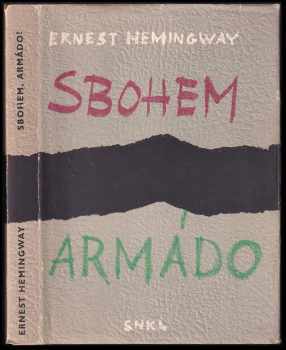 SBOHEM, ARMÁDO!
ERNEST HEMINGWAY
ERNEST HEMINGWAY
SBOHEM
ARMÁDO
SNKL